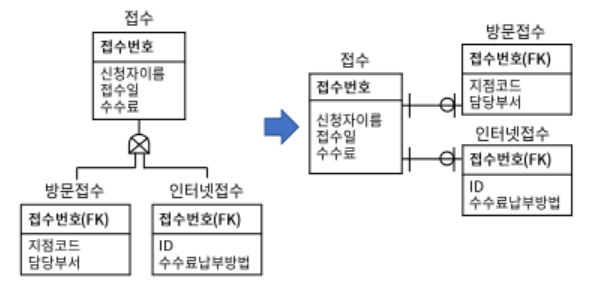 접수
접수번호
신청자이름
접수일
수수료
방문접수
접수번호(FK)
지점코드
담당부서
인터넷접수
접수번호(FK)
ID
수수료납부방법
접수
접수번호
신청자이름
접수일
수수료
방문접수
접수번호(FK)
지점코드
담당부서
인터넷접수
접수번호(FK)
ID
수수료납부방법